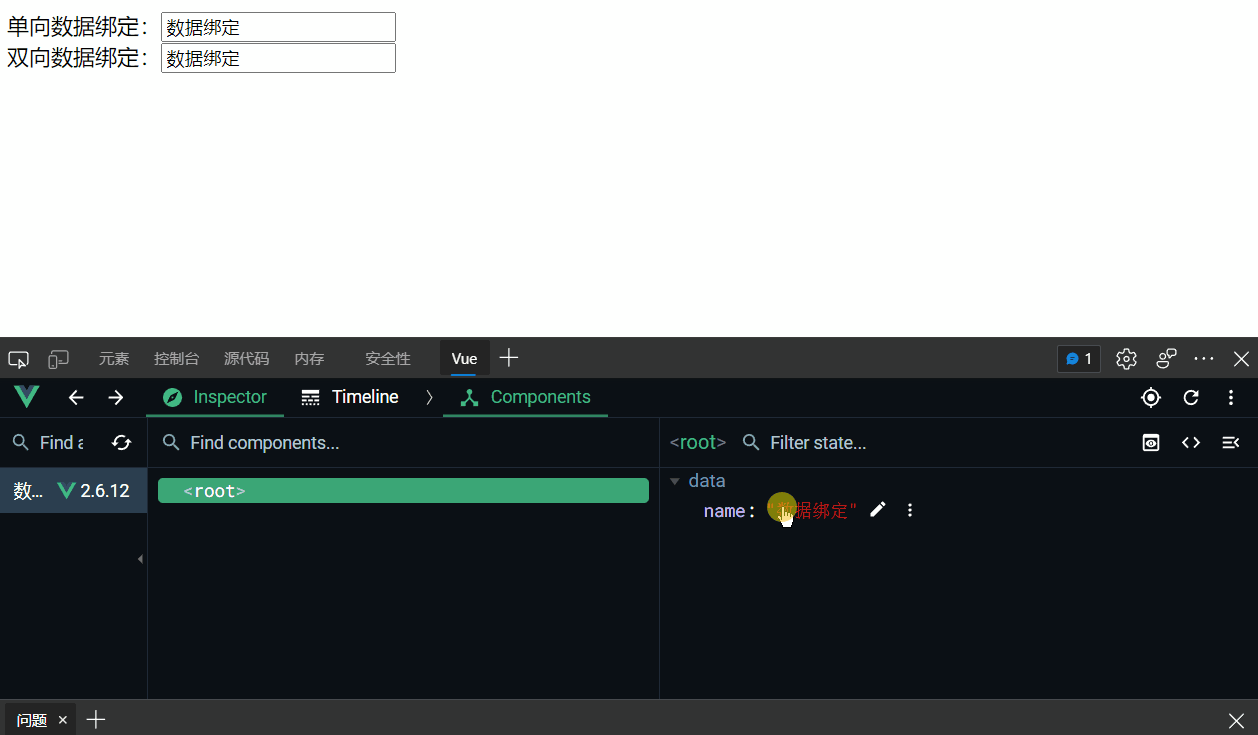 单向数据绑定： 数据绑定
双向数据绑定： 数据绑定
元素 控制台 源代码 内存 安全性 Vue 1
Inspector Timeline Components
Find a Find components... <root> Filter state...
数... 2.6.12 <root> data
name: "数据绑定"
问题